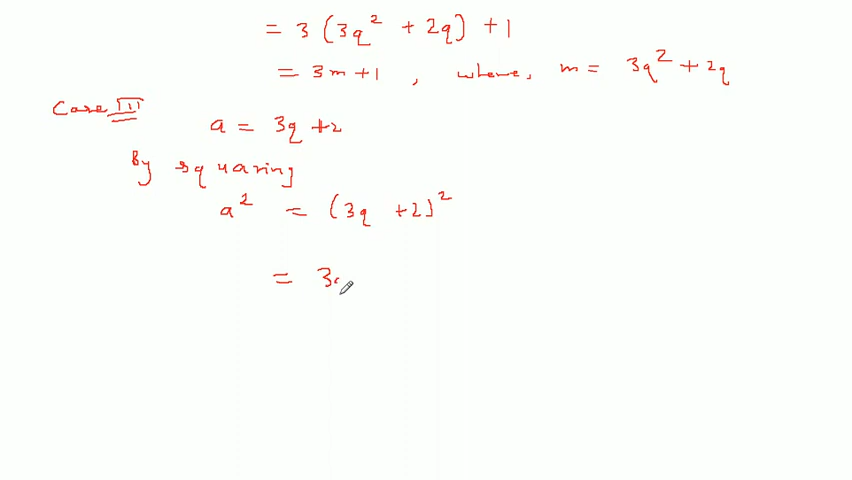 = 3 (3q² + 2q) + 1
= 3m+1 , where, m = 3q² + 2q
Case III
a = 3q + 2
By squaring
a² = (3q + 2)²
= 3